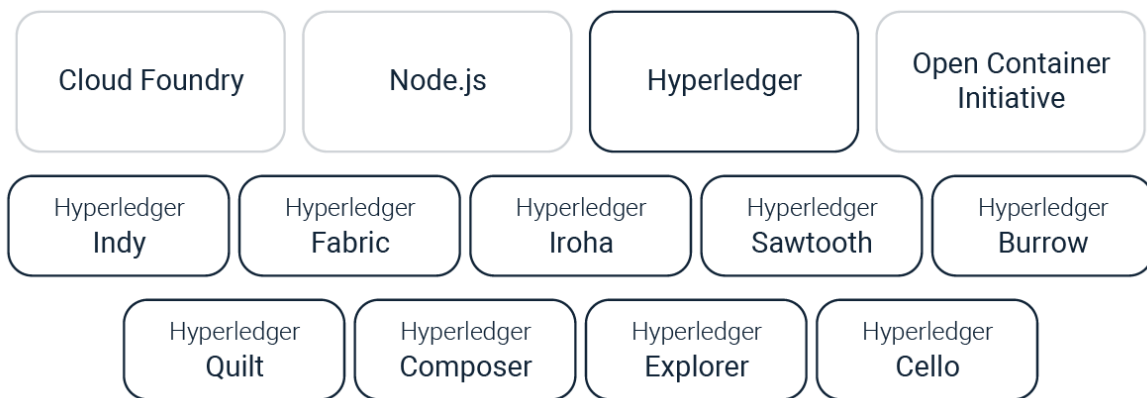 Cloud Foundry
Node.js
Hyperledger
Open Container
Initiative
Hyperledger
Indy
Hyperledger
Fabric
Hyperledger
Iroha
Hyperledger
Sawtooth
Hyperledger
Burrow
Hyperledger
Quilt
Hyperledger
Composer
Hyperledger
Explorer
Hyperledger
Cello